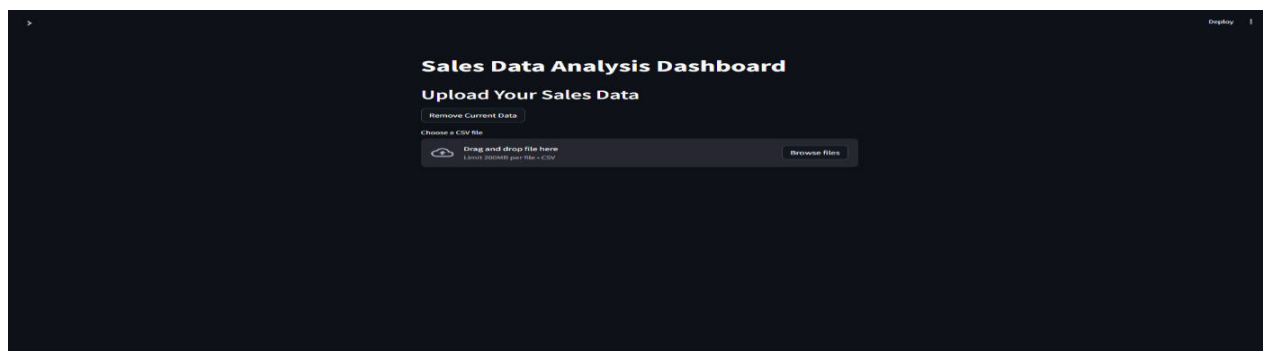 Deploy
Sales Data Analysis Dashboard
Upload Your Sales Data
Remove Current Data
Choose a CSV file
Drag and drop file here
Browse files
Limit 200MB per file • CSV